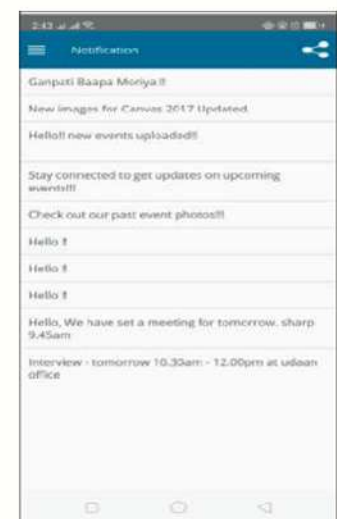 2:43
Notification
Ganpati Baapa Moriya !!
New images for Canvas 2017 Updated.
Hello!! new events uploaded!!
Stay connected to get updates on upcoming
events!!!
Check out our past event photos!!!
Hello !!
Hello !!
Hello !!
Hello, We have set a meeting for tomorrow. sharp
9.45am
Interview - tomorrow 10.30am - 12.00pm at udaan
office